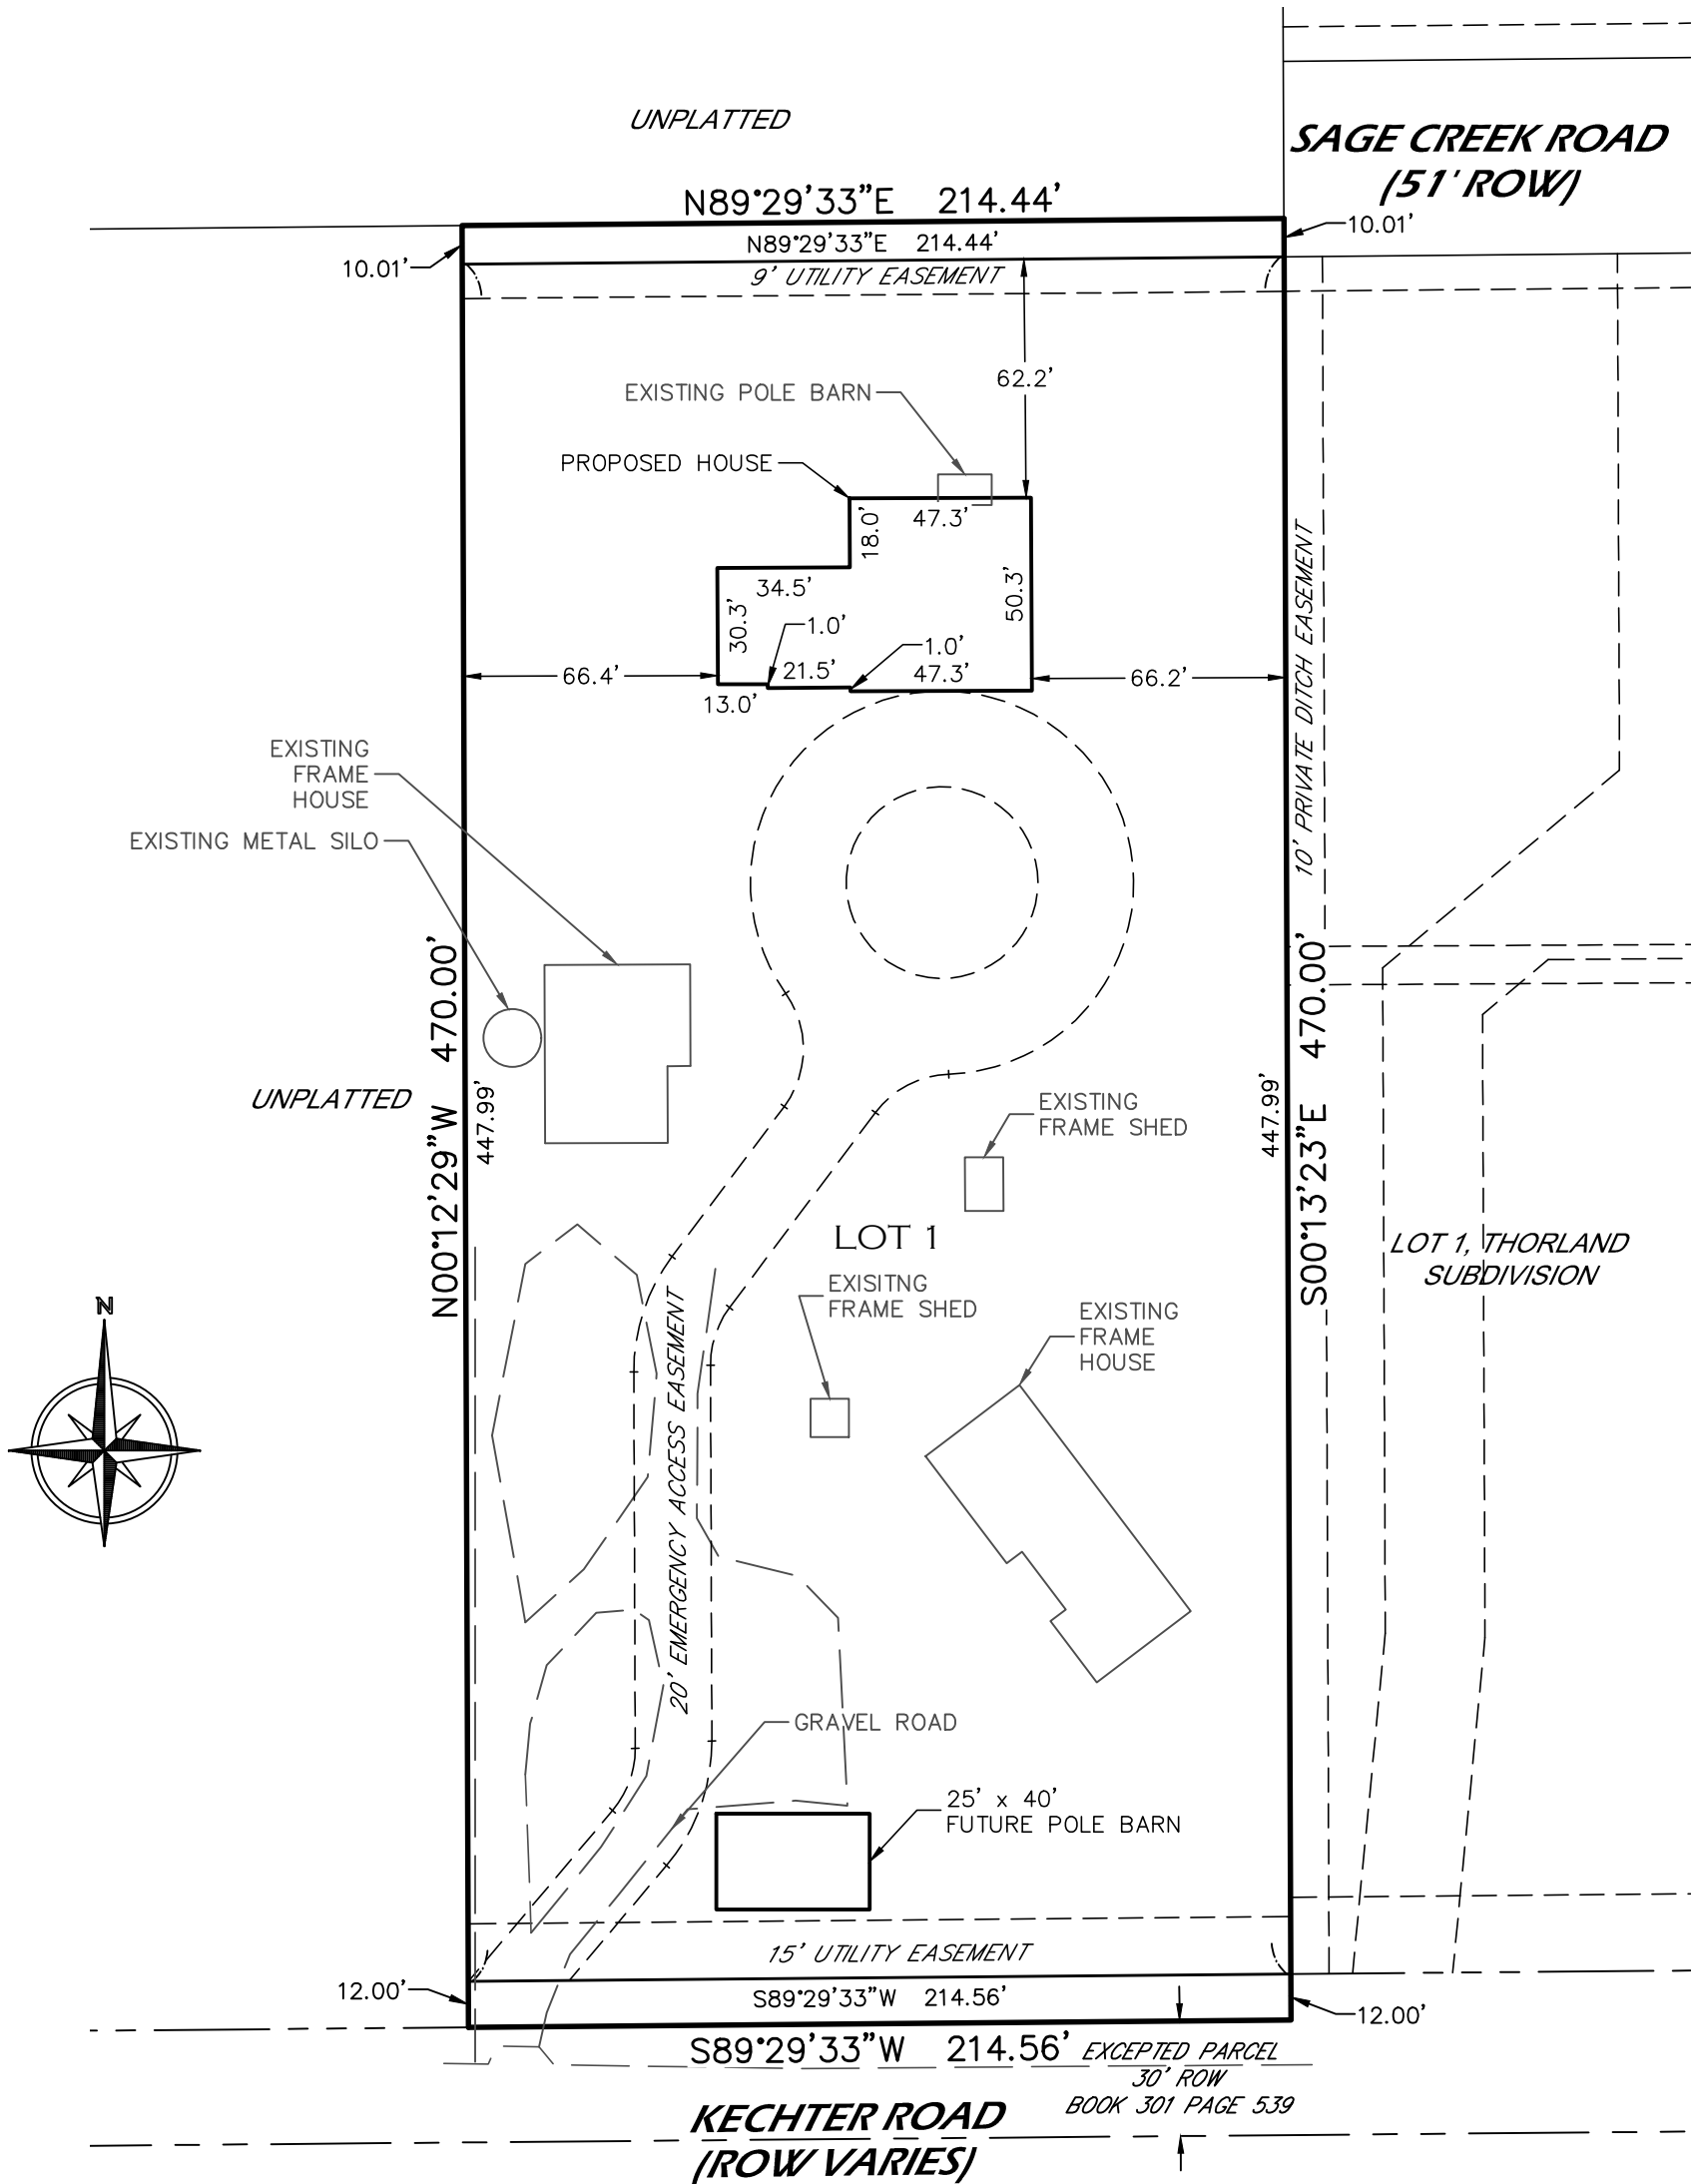 UNPLATTED
SAGE CREEK ROAD
(51' ROW)
N89°29'33"E 214.44'
10.01'
N89°29'33"E 214.44'
10.01'
9' UTILITY EASEMENT
62.2'
EXISTING POLE BARN
PROPOSED HOUSE
47.3'
18.0'
34.5'
50.3'
30.3'
1.0'
1.0'
21.5'
47.3'
66.4'
66.2'
13.0'
10' PRIVATE DITCH EASEMENT
EXISTING
FRAME
HOUSE
EXISTING METAL SILO
N00°12'29"W 470.00'
447.99'
UNPLATTED
S00°13'23"E 470.00'
447.99'
EXISTING
FRAME SHED
LOT 1
LOT 1, THORLAND
SUBDIVISION
EXISITNG
FRAME SHED
EXISTING
FRAME
HOUSE
N
20' EMERGENCY ACCESS EASEMENT
GRAVEL ROAD
25' x 40'
FUTURE POLE BARN
15' UTILITY EASEMENT
12.00'
S89°29'33"W 214.56'
12.00'
S89°29'33"W 214.56'
EXCEPTED PARCEL
30' ROW
BOOK 301 PAGE 539
KECHTER ROAD
(ROW VARIES)